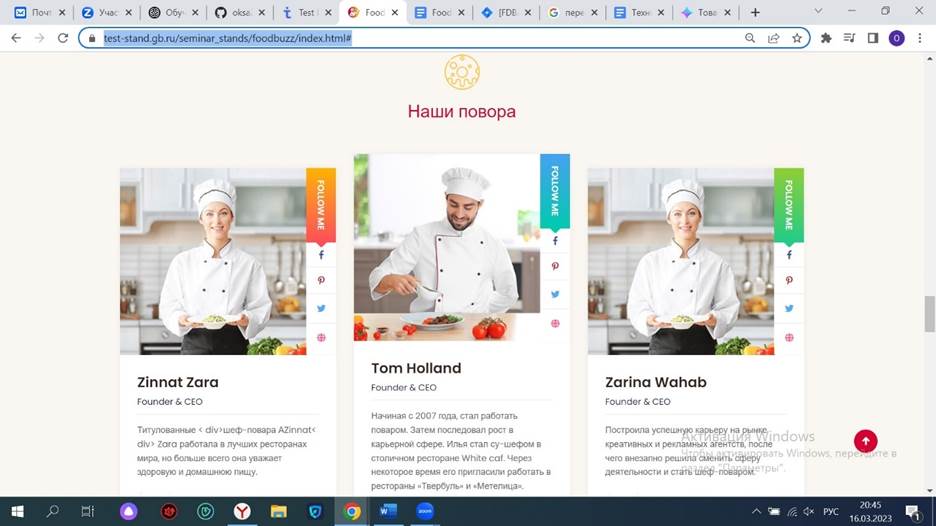 Почт
Учас
Обуч
oksa
Test
Food
Food
[FDB-
пере
Техн
Това
test-stand.gb.ru/seminar_stands/foodbuzz/index.html#
O
Наши повора
FOLLOW ME
FOLLOW ME
FOLLOW ME
Zinnat Zara
Founder & CEO
Титулованные < div>шеф-повара AZinnat<
div> Zara работала в лучших ресторанах
мира, но больше всего она уважает
здоровую и домашнюю пищу.
Tom Holland
Founder & CEO
Начиная с 2007 года, стал работать
поваром. Затем последовал рост в
карьерной сфере. Илья стал су-шефом в
столичном ресторане White caf. Через
некоторое время его пригласили работать в
рестораны «Твербуль» и «Метелица».
Zarina Wahab
Founder & CEO
Построила успешную карьеру на рынке
креативных и рекламных агентств, после
чего внезапно решила сменить сферу
деятельности и стать шеф-поваром.
Активация Windows
Чтобы активировать Windows, перейдите в
раздел "Параметры".
zoom
РУС
20:45
16.03.2023
1